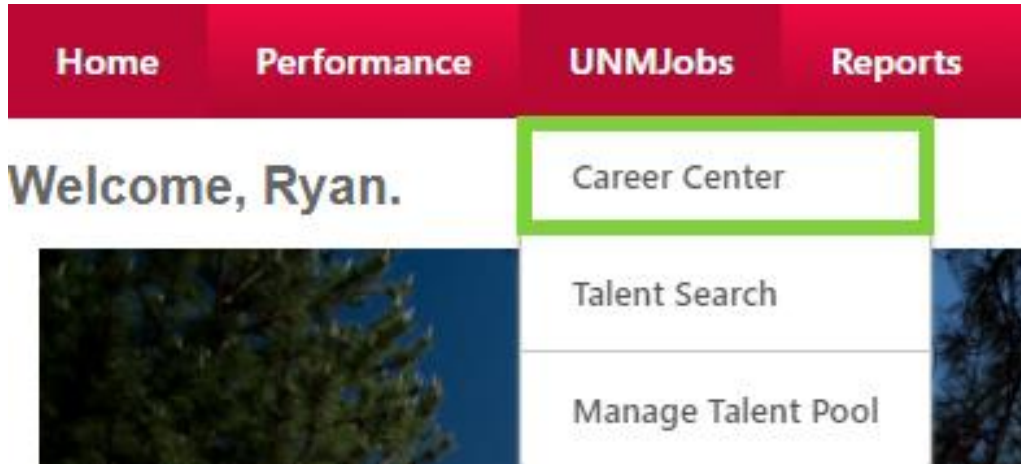 Home Performance UNMJobs Reports
Welcome, Ryan.
Career Center
Talent Search
Manage Talent Pool